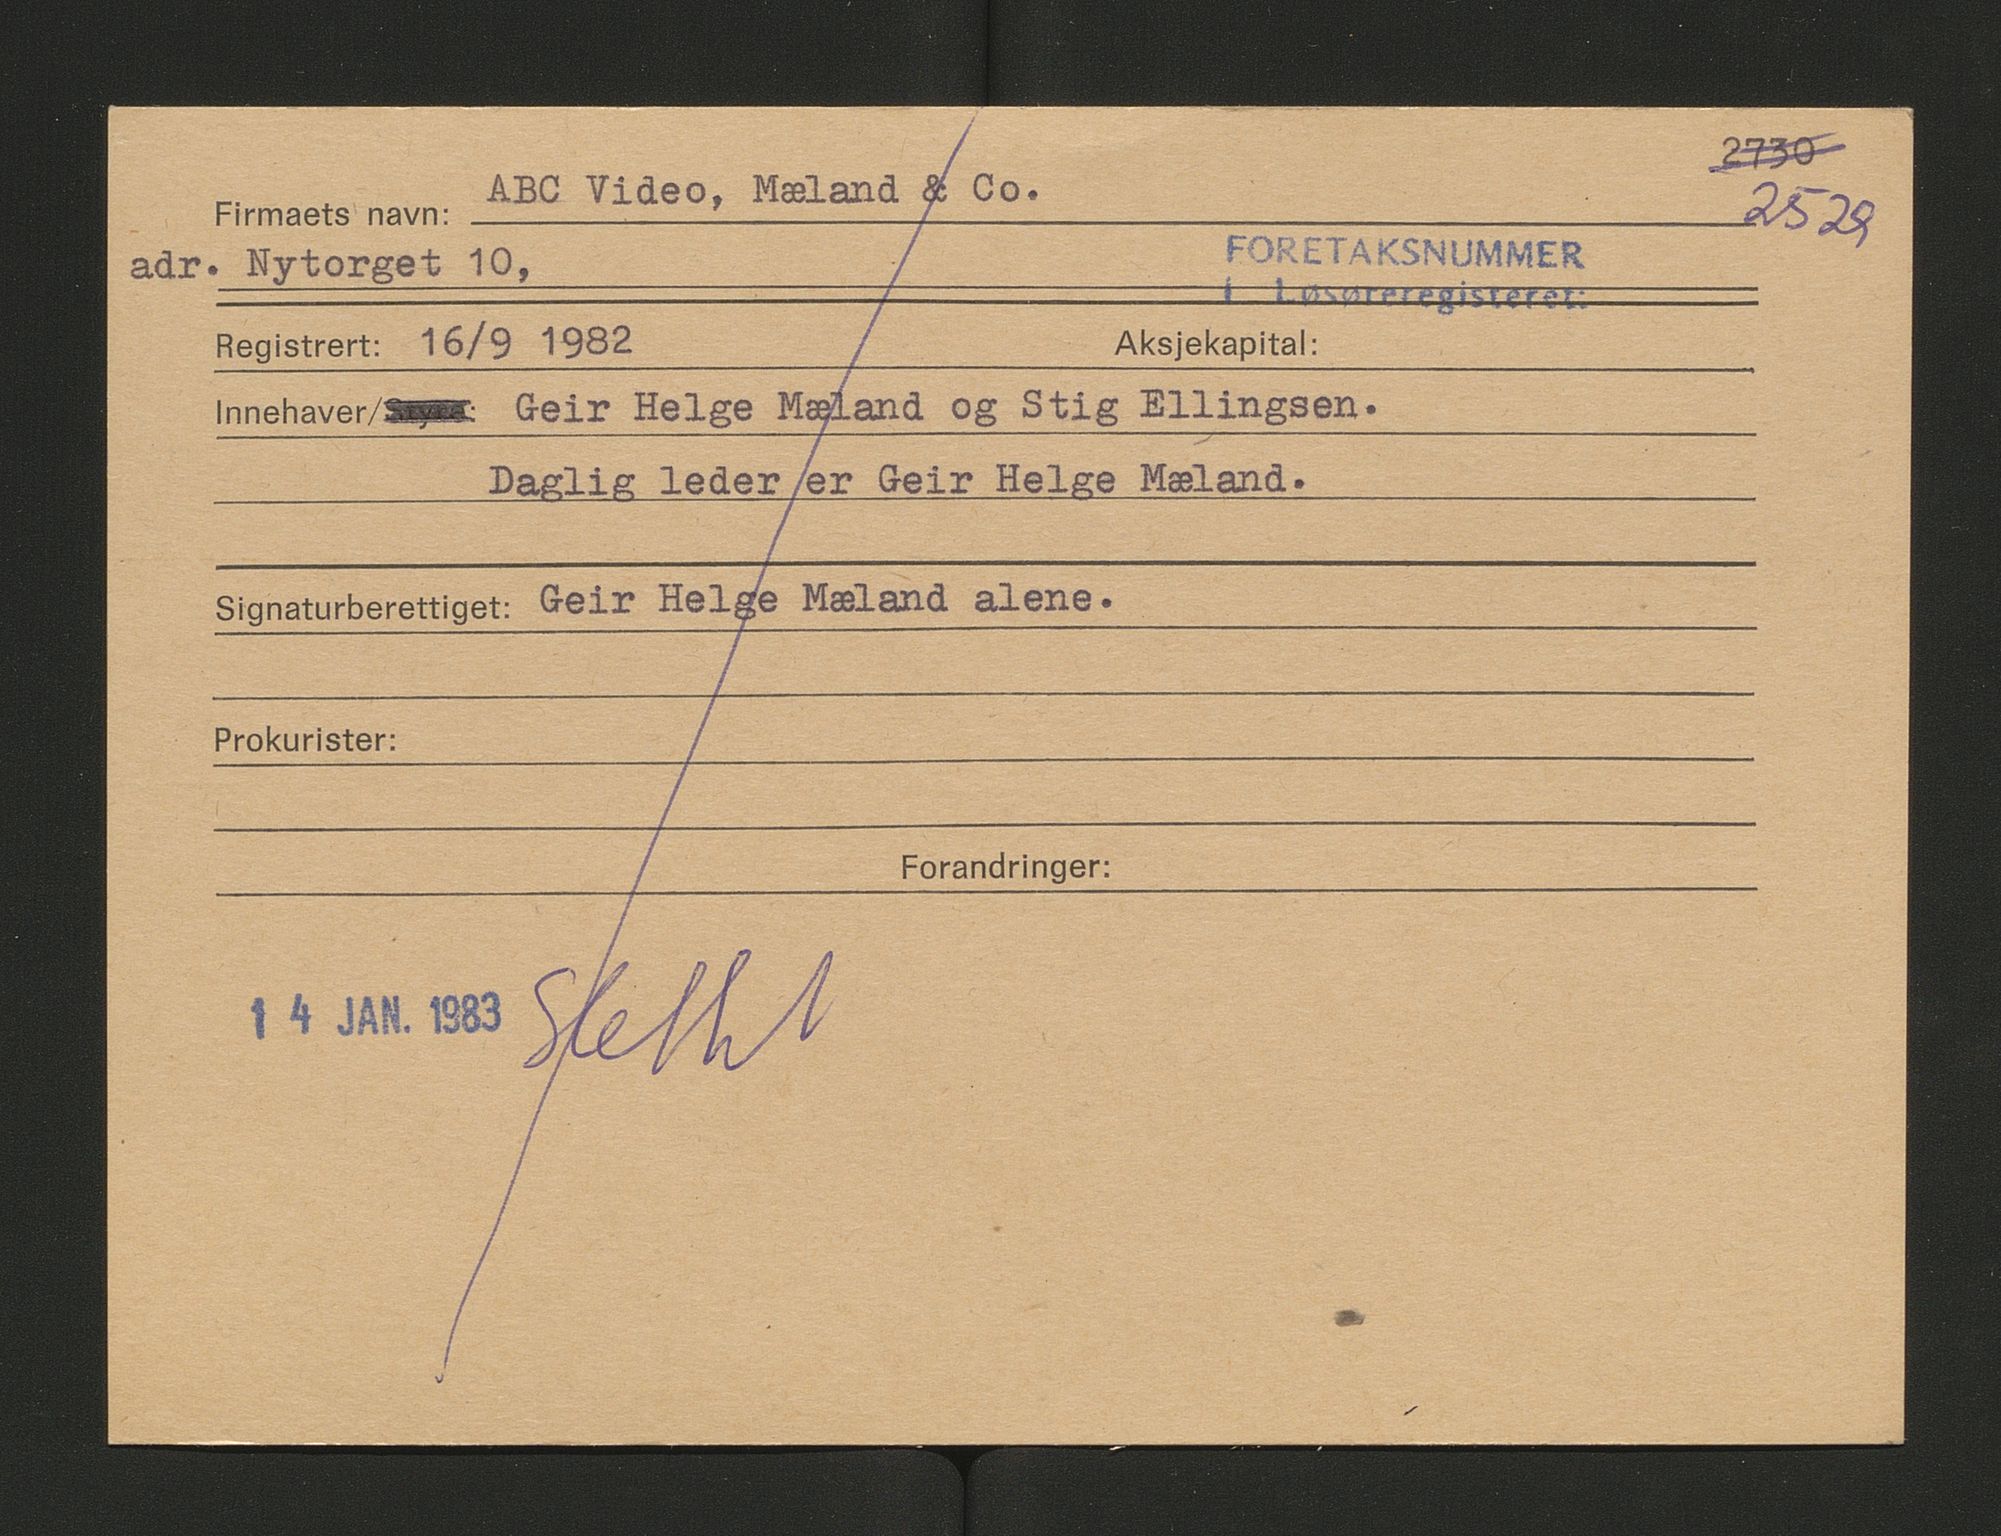 2730
Firmaets navn: ABC Video, Mæland & Co.
2529
adr. Nytorget 10,
FORETAKSNUMMER
i Løsøreregisteret:
Registrert: 16/9 1982 Aksjekapital:
Innehaver/Styre: Geir Helge Mæland og Stig Ellingsen.
Daglig leder er Geir Helge Mæland.
Signaturberettiget: Geir Helge Mæland alene.
Prokurister:
Forandringer:
14 JAN. 1983 Slettet